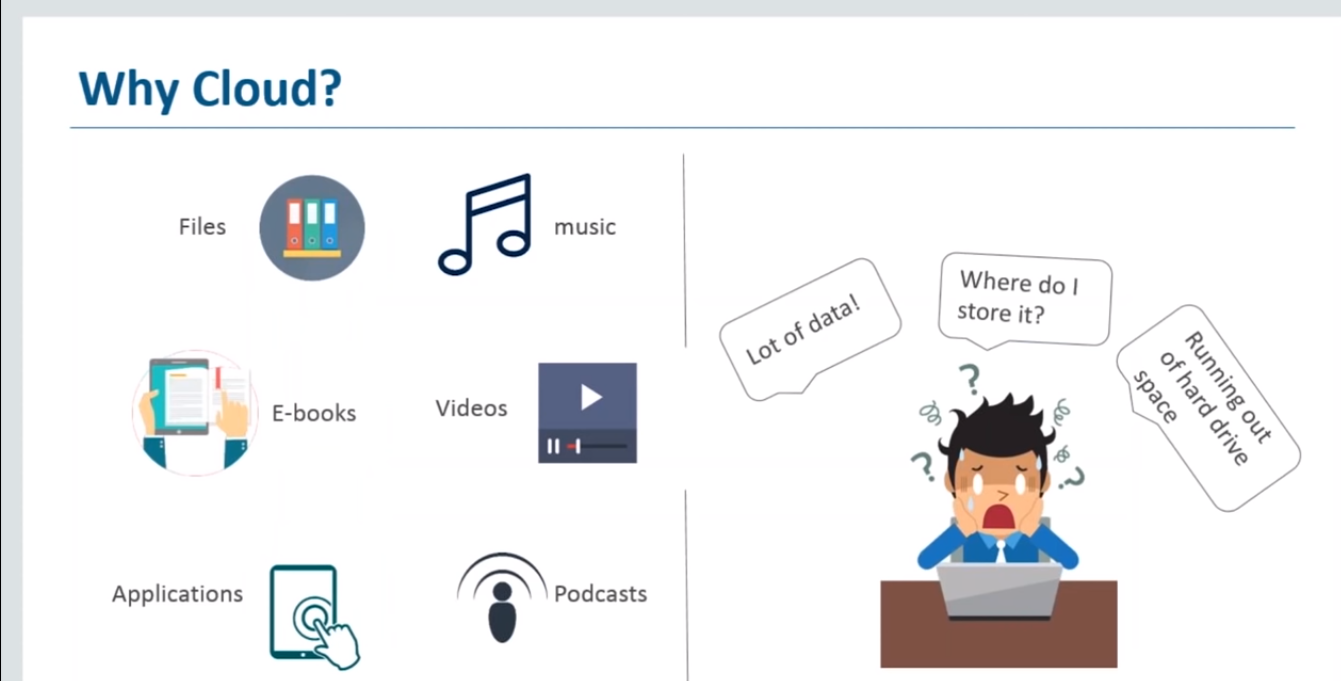 Why Cloud?
Files
music
E-books
Videos
Applications
Podcasts
Lot of data!
Where do I
store it?
Running out
of hard drive
space